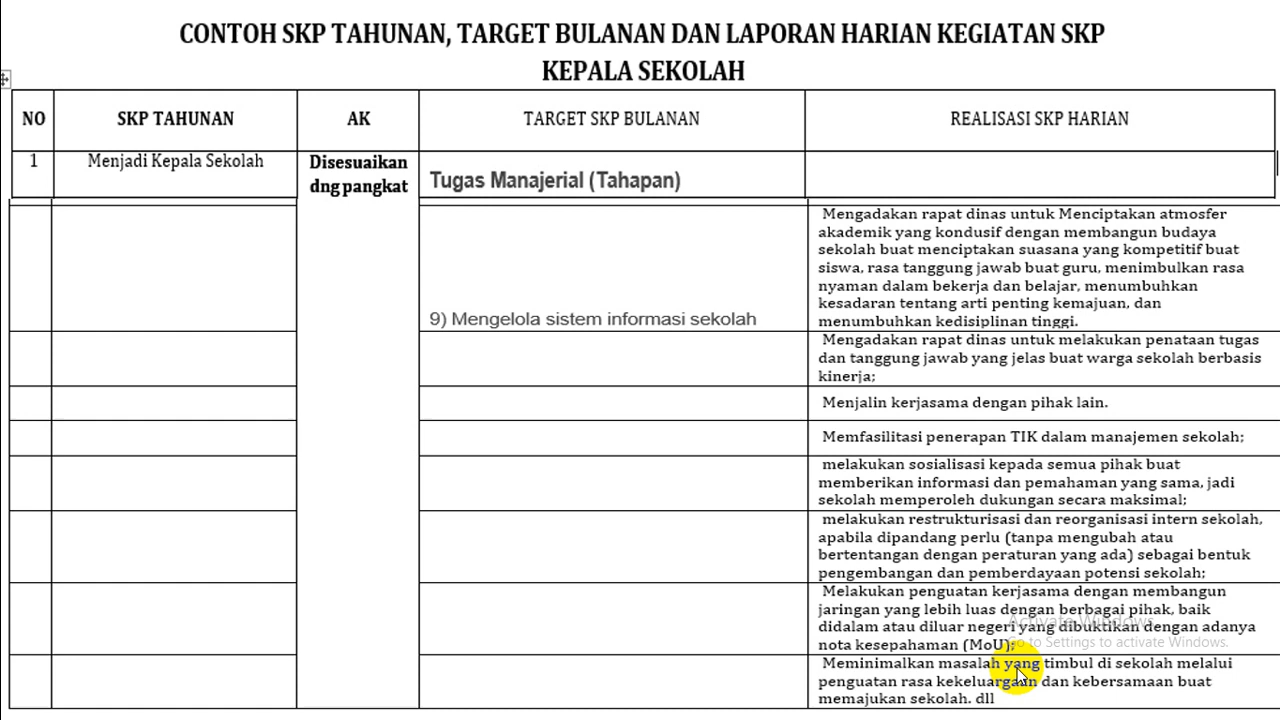 CONTOH SKP TAHUNAN, TARGET BULANAN DAN LAPORAN HARIAN KEGIATAN SKP
KEPALA SEKOLAH
NO
SKP TAHUNAN
AK
TARGET SKP BULANAN
REALISASI SKP HARIAN
1
Menjadi Kepala Sekolah
Disesuaikan
dng pangkat
Tugas Manajerial (Tahapan)
9) Mengelola sistem informasi sekolah
Mengadakan rapat dinas untuk Menciptakan atmosfer
akademik yang kondusif dengan membangun budaya
sekolah buat menciptakan suasana yang kompetitif buat
siswa, rasa tanggung jawab buat guru, menimbulkan rasa
nyaman dalam bekerja dan belajar, menumbuhkan
kesadaran tentang arti penting kemajuan, dan
menumbuhkan kedisiplinan tinggi.
Mengadakan rapat dinas untuk melakukan penataan tugas
dan tanggung jawab yang jelas buat warga sekolah berbasis
kinerja;
Menjalin kerjasama dengan pihak lain.
Memfasilitasi penerapan TIK dalam manajemen sekolah;
melakukan sosialisasi kepada semua pihak buat
memberikan informasi dan pemahaman yang sama, jadi
sekolah memperoleh dukungan secara maksimal;
melakukan restrukturisasi dan reorganisasi intern sekolah,
apabila dipandang perlu (tanpa mengubah atau
bertentangan dengan peraturan yang ada) sebagai bentuk
pengembangan dan pemberdayaan potensi sekolah;
Melakukan penguatan kerjasama dengan membangun
jaringan yang lebih luas dengan berbagai pihak, baik
didalam atau diluar negeri yang dibuktikan dengan adanya
nota kesepahaman (MoU);
Meminimalkan masalah yang timbul di sekolah melalui
penguatan rasa kekeluargaan dan kebersamaan buat
memajukan sekolah. dll
Activate Windows
Go to Settings to activate Windows.